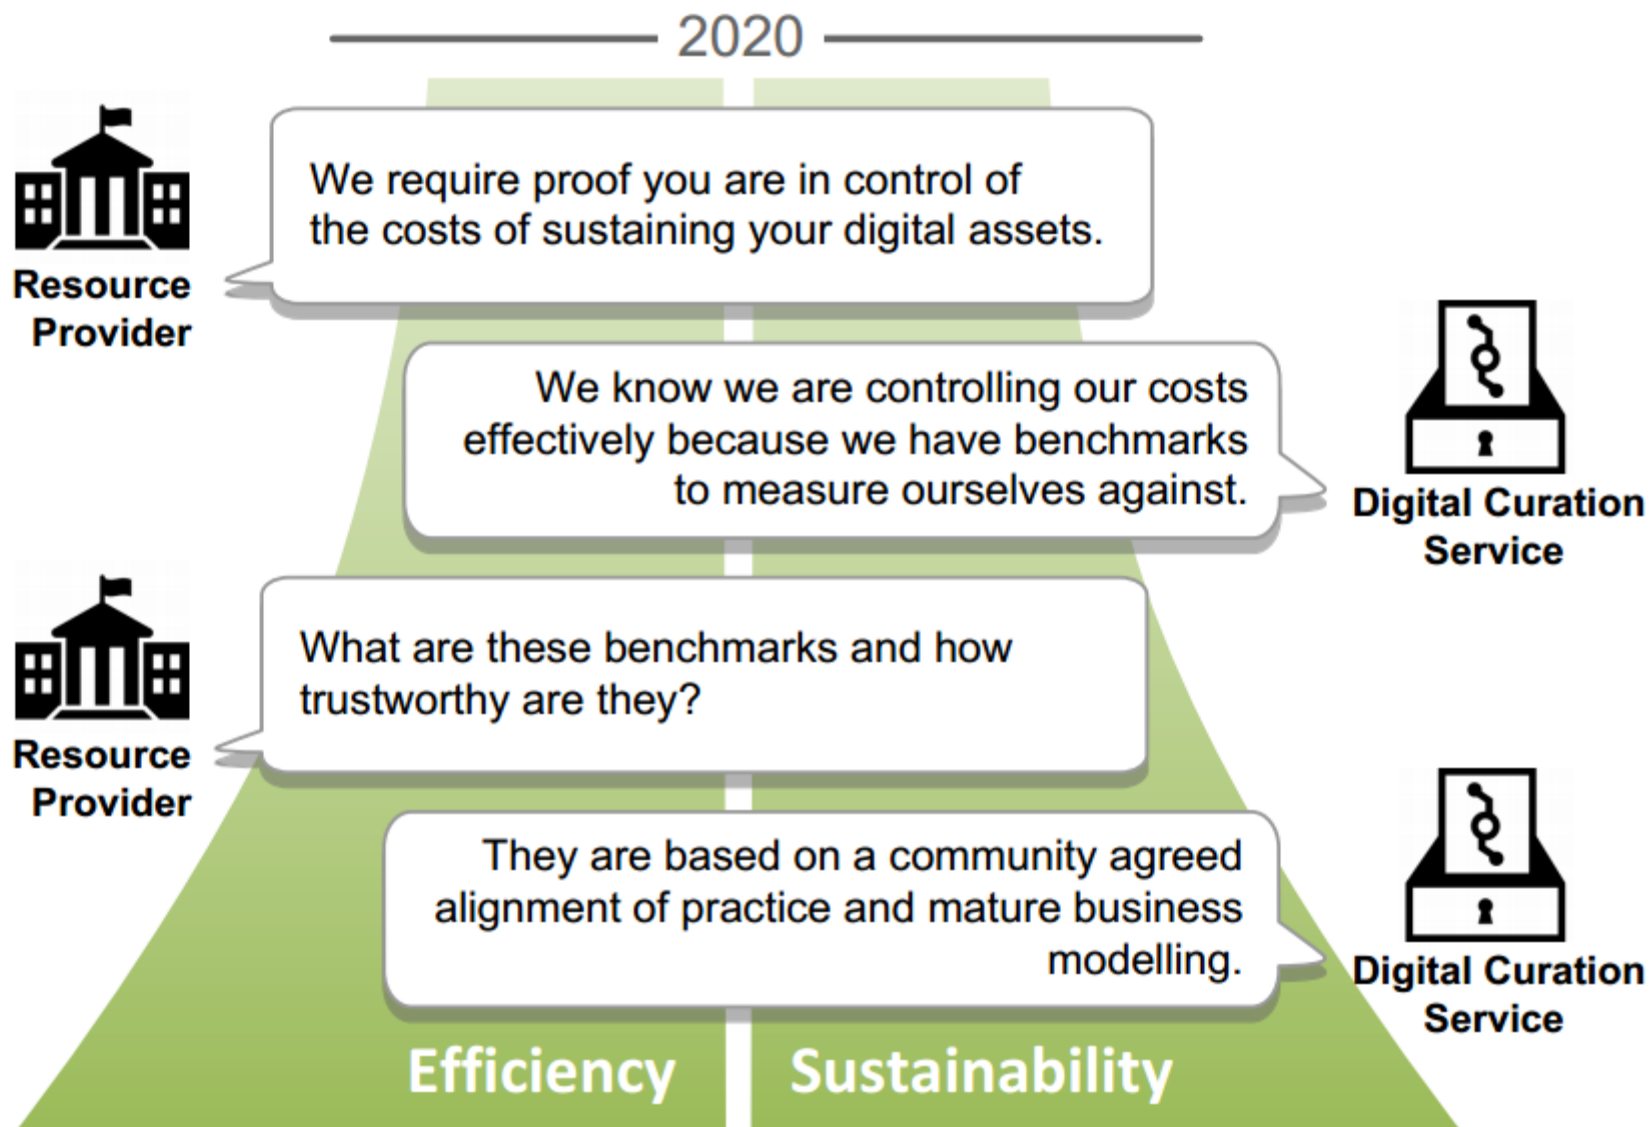 2020
We require proof you are in control of
the costs of sustaining your digital assets.
Resource
Provider
We know we are controlling our costs
effectively because we have benchmarks
to measure ourselves against.
Digital Curation
Service
What are these benchmarks and how
trustworthy are they?
Resource
Provider
They are based on a community agreed
alignment of practice and mature business
modelling.
Digital Curation
Service
Efficiency
Sustainability